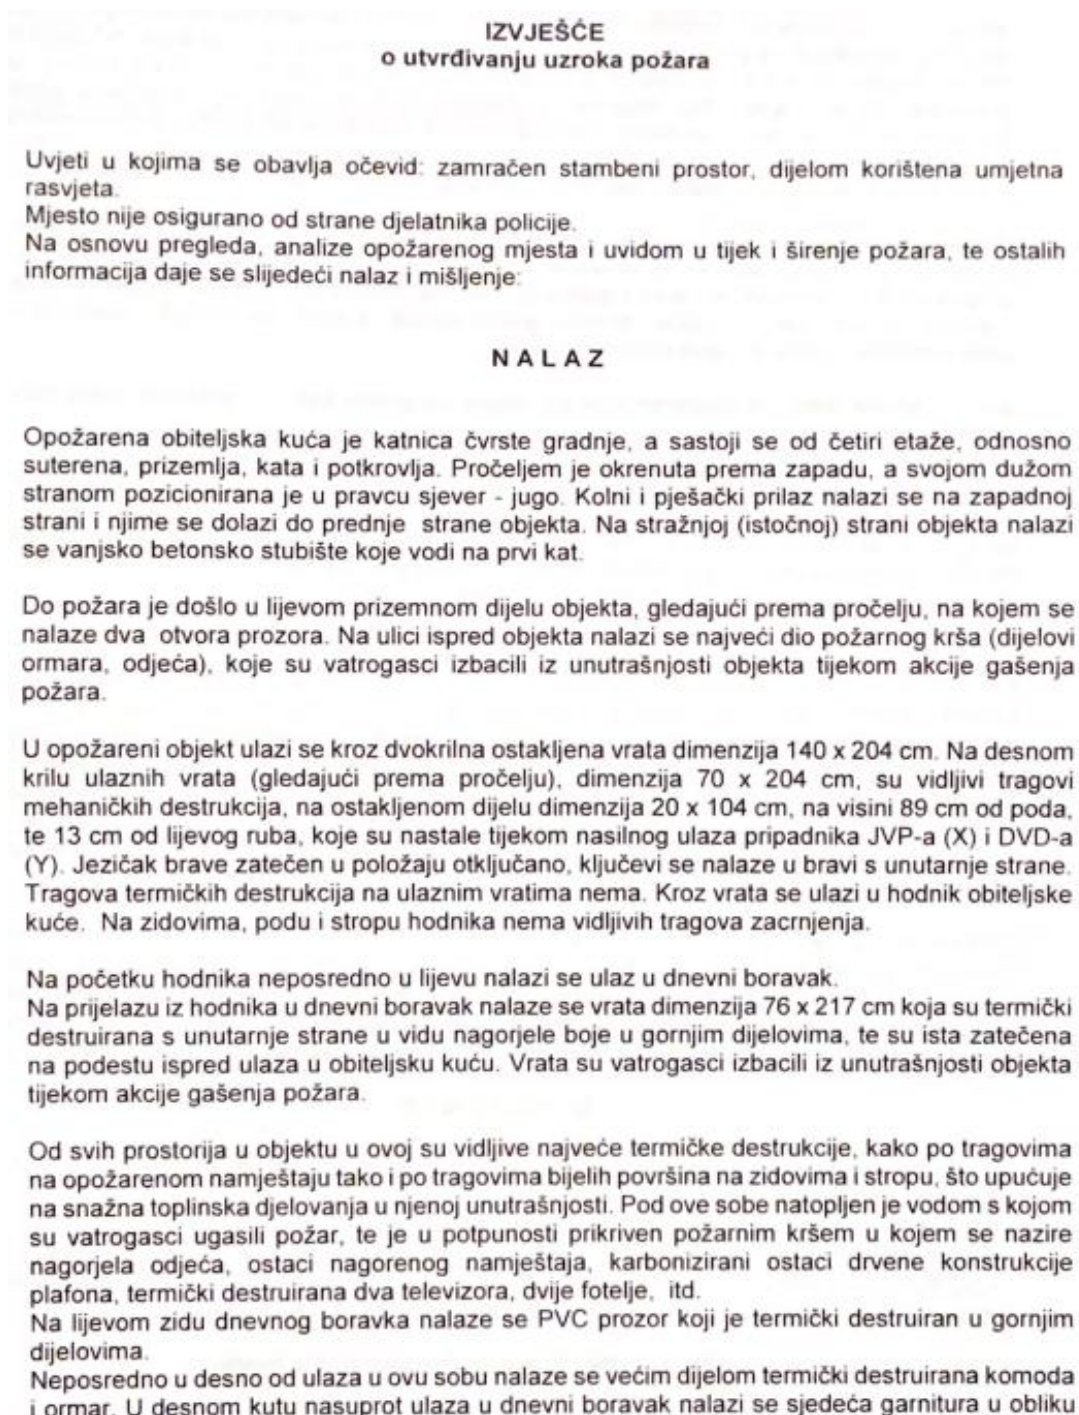 IZVJEŠĆE
o utvrđivanju uzroka požara
Uvjeti u kojima se obavlja očevid: zamračen stambeni prostor, dijelom korištena umjetna
rasvjeta.
Mjesto nije osigurano od strane djelatnika policije.
Na osnovu pregleda, analize opožarenog mjesta i uvidom u tijek i širenje požara, te ostalih
informacija daje se slijedeći nalaz i mišljenje:
N A L A Z
Opožarena obiteljska kuća je katnica čvrste gradnje, a sastoji se od četiri etaže, odnosno
suterena, prizemlja, kata i potkrovlja. Pročeljem je okrenuta prema zapadu, a svojom dužom
stranom pozicionirana je u pravcu sjever - jugo. Kolni i pješački prilaz nalazi se na zapadnoj
strani i njime se dolazi do prednje strane objekta. Na stražnjoj (istočnoj) strani objekta nalazi
se vanjsko betonsko stubište koje vodi na prvi kat.
Do požara je došlo u lijevom prizemnom dijelu objekta, gledajući prema pročelju, na kojem se
nalaze dva otvora prozora. Na ulici ispred objekta nalazi se najveći dio požarnog krša (dijelovi
ormara, odjeća), koje su vatrogasci izbacili iz unutrašnjosti objekta tijekom akcije gašenja
požara.
U opožareni objekt ulazi se kroz dvokrilna ostakljena vrata dimenzija 140 x 204 cm. Na desnom
krilu ulaznih vrata (gledajući prema pročelju), dimenzija 70 x 204 cm, su vidljivi tragovi
mehaničkih destrukcija, na ostakljenom dijelu dimenzija 20 x 104 cm, na visini 89 cm od poda,
te 13 cm od lijevog ruba, koje su nastale tijekom nasilnog ulaza pripadnika JVP-a (X) i DVD-a
(Y). Jezičak brave zatečen u položaju otključano, ključevi se nalaze u bravi s unutarnje strane.
Tragova termičkih destrukcija na ulaznim vratima nema. Kroz vrata se ulazi u hodnik obiteljske
kuće. Na zidovima, podu i stropu hodnika nema vidljivih tragova zacrnjenja.
Na početku hodnika neposredno u lijevu nalazi se ulaz u dnevni boravak.
Na prijelazu iz hodnika u dnevni boravak nalaze se vrata dimenzija 76 x 217 cm koja su termički
destruirana s unutarnje strane u vidu nagorjele boje u gornjim dijelovima, te su ista zatečena
na podestu ispred ulaza u obiteljsku kuću. Vrata su vatrogasci izbacili iz unutrašnjosti objekta
tijekom akcije gašenja požara.
Od svih prostorija u objektu u ovoj su vidljive najveće termičke destrukcije, kako po tragovima
na opožarenom namještaju tako i po tragovima bijelih površina na zidovima i stropu, što upućuje
na snažna toplinska djelovanja u njenoj unutrašnjosti. Pod ove sobe natopljen je vodom s kojom
su vatrogasci ugasili požar, te je u potpunosti prikriven požarnim kršem u kojem se nazire
nagorjela odjeća, ostaci nagorenog namještaja, karbonizirani ostaci drvene konstrukcije
plafona, termički destruirana dva televizora, dvije fotelje, itd.
Na lijevom zidu dnevnog boravka nalaze se PVC prozor koji je termički destruiran u gornjim
dijelovima.
Neposredno u desno od ulaza u ovu sobu nalaze se većim dijelom termički destruirana komoda
i ormar. U desnom kutu nasuprot ulaza u dnevni boravak nalazi se sjedeća garnitura u obliku